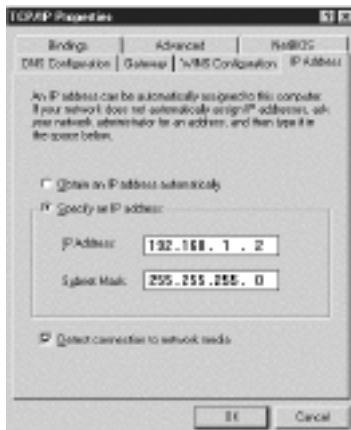 TCP/IP Properties
Bindings Advanced NetBIOS
DNS Configuration Gateway WINS Configuration IP Address
An IP address can be automatically assigned to this computer.
If your network does not automatically assign IP addresses, ask
your network administrator for an address, and then type it in
the space below.
Obtain an IP address automatically
Specify an IP address:
IP Address: 192.168. 1 . 2
Subnet Mask: 255.255.255. 0
Detect connection to network media
OK Cancel